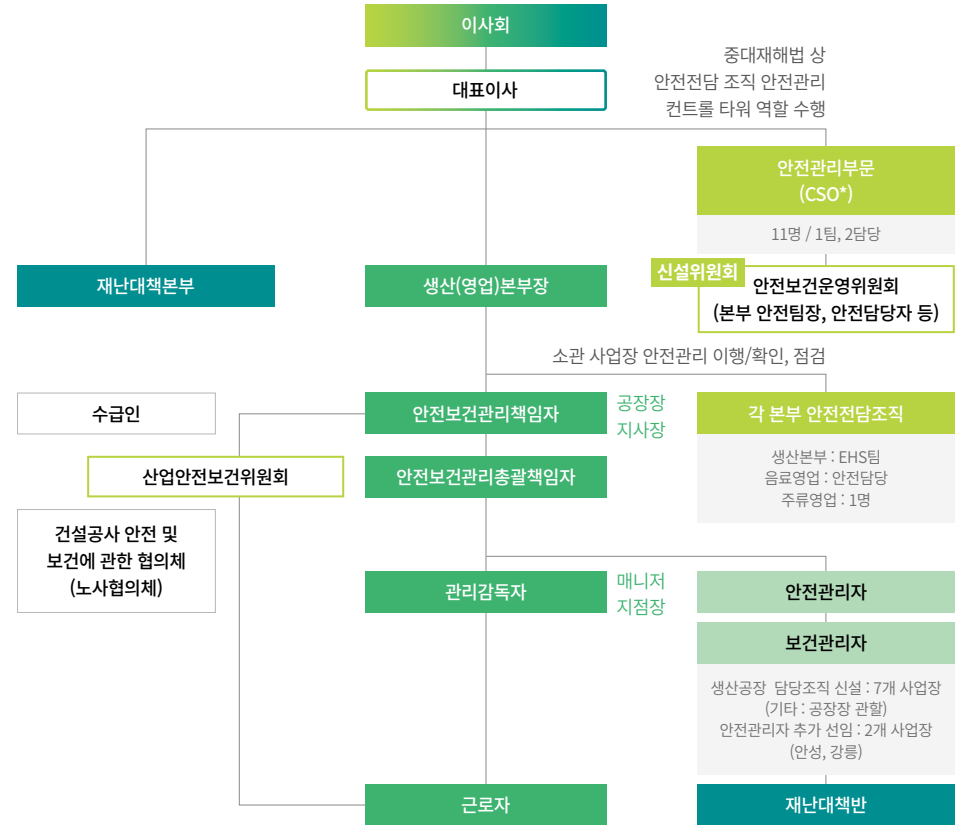 이사회
대표이사
중대재해법 상
안전전담 조직 안전관리
컨트롤 타워 역할 수행
안전관리부문
(CSO*)
11명 / 1팀, 2담당
재난대책본부
생산(영업)본부장
신설위원회
안전보건운영위원회
(본부 안전팀장, 안전담당자 등)
소관 사업장 안전관리 이행/확인, 점검
수급인
안전보건관리책임자
공장장
지사장
각 본부 안전전담조직
생산본부 : EHS팀
음료영업 : 안전담당
주류영업 : 1명
산업안전보건위원회
안전보건관리총괄책임자
건설공사 안전 및
보건에 관한 협의체
(노사협의체)
관리감독자
매니저
지점장
안전관리자
보건관리자
생산공장 담당조직 신설 : 7개 사업장
(기타 : 공장장 관할)
안전관리자 추가 선임 : 2개 사업장
(안성, 강릉)
근로자
재난대책반